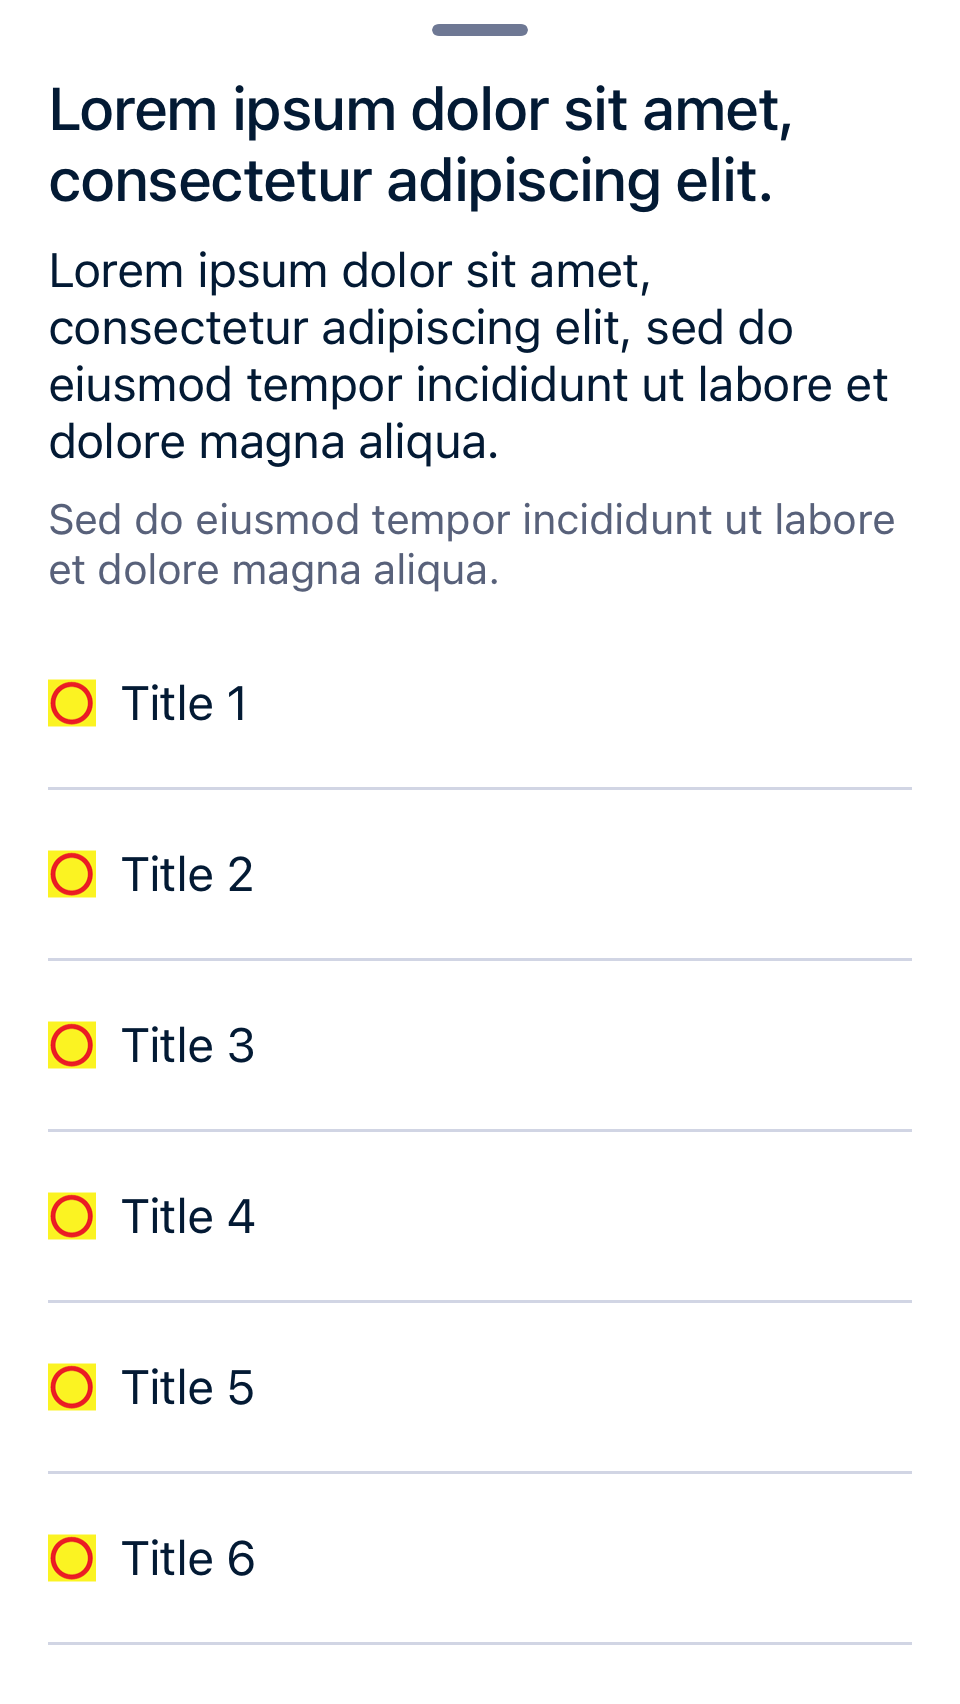 Lorem ipsum dolor sit amet,
consectetur adipiscing elit.
Lorem ipsum dolor sit amet,
consectetur adipiscing elit, sed do
eiusmod tempor incididunt ut labore et
dolore magna aliqua.
Sed do eiusmod tempor incididunt ut labore
et dolore magna aliqua.
Title 1
Title 2
Title 3
Title 4
Title 5
Title 6